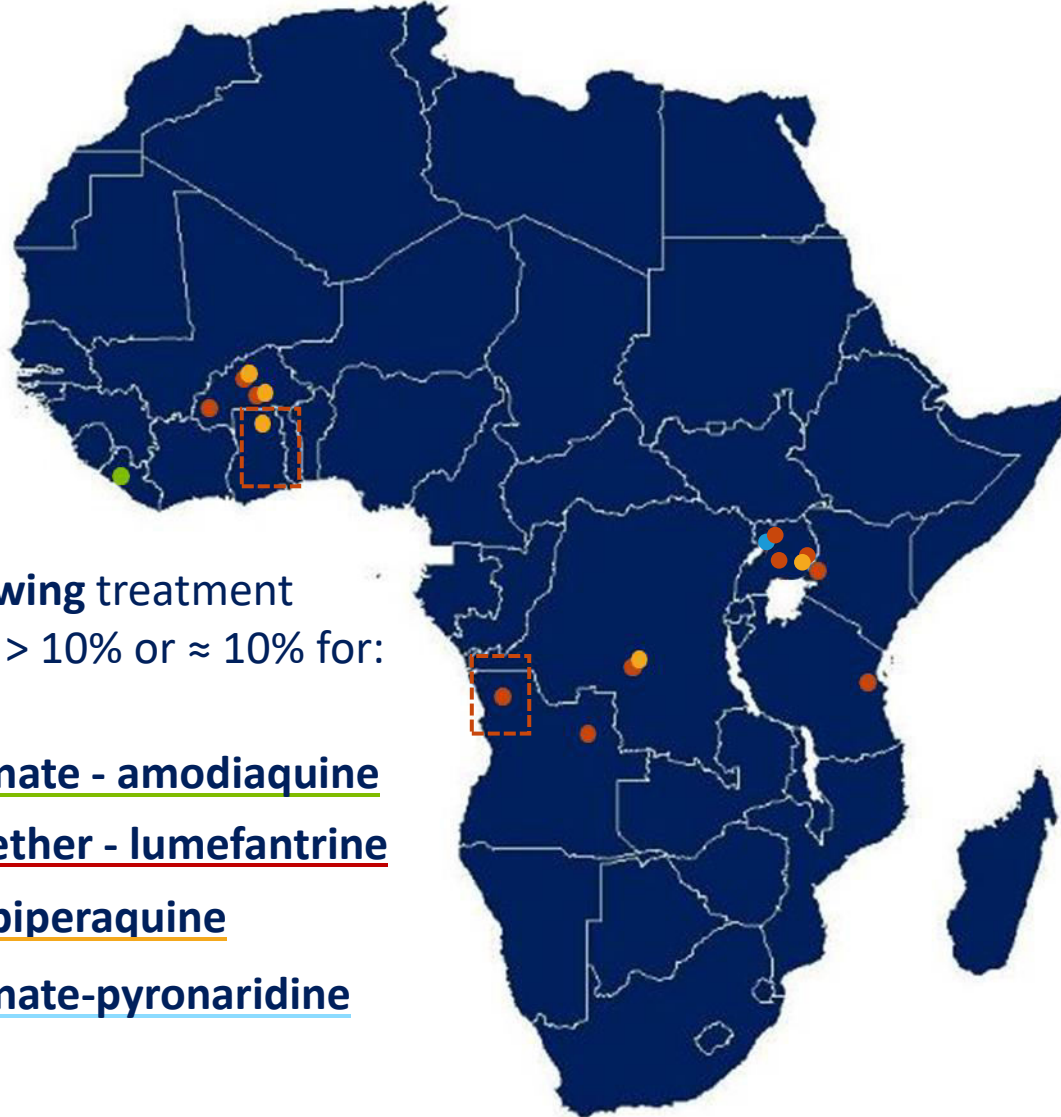 wing treatment
> 10% or ≈ 10% for:
nate - amodiaquine
ether - lumefantrine
piperaquine
nate-pyronaridine